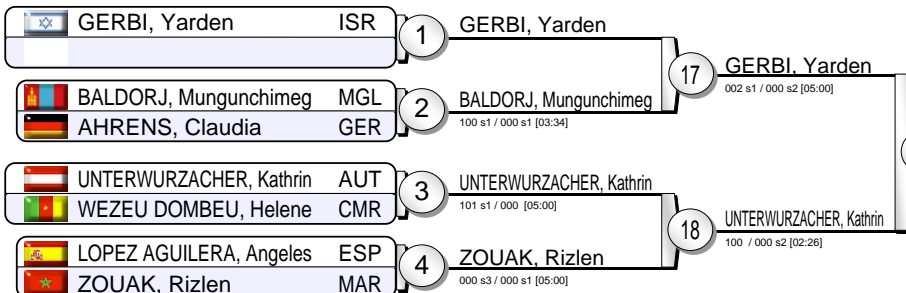 GERBI, Yarden ISR
1
GERBI, Yarden
17
GERBI, Yarden
002 s1 / 000 s2 [05:00]
BALDORJ, Mungunchimeg MGL
AHRENS, Claudia GER
2
BALDORJ, Mungunchimeg
100 s1 / 000 s1 [03:34]
UNTERWURZACHER, Kathrin AUT
WEZEU DOMBEU, Helene CMR
3
UNTERWURZACHER, Kathrin
101 s1 / 000 [05:00]
18
UNTERWURZACHER, Kathrin
100 / 000 s2 [02:26]
LOPEZ AGUILERA, Angeles ESP
ZOUAK, Rizlen MAR
4
ZOUAK, Rizlen
000 s3 / 000 s1 [05:00]